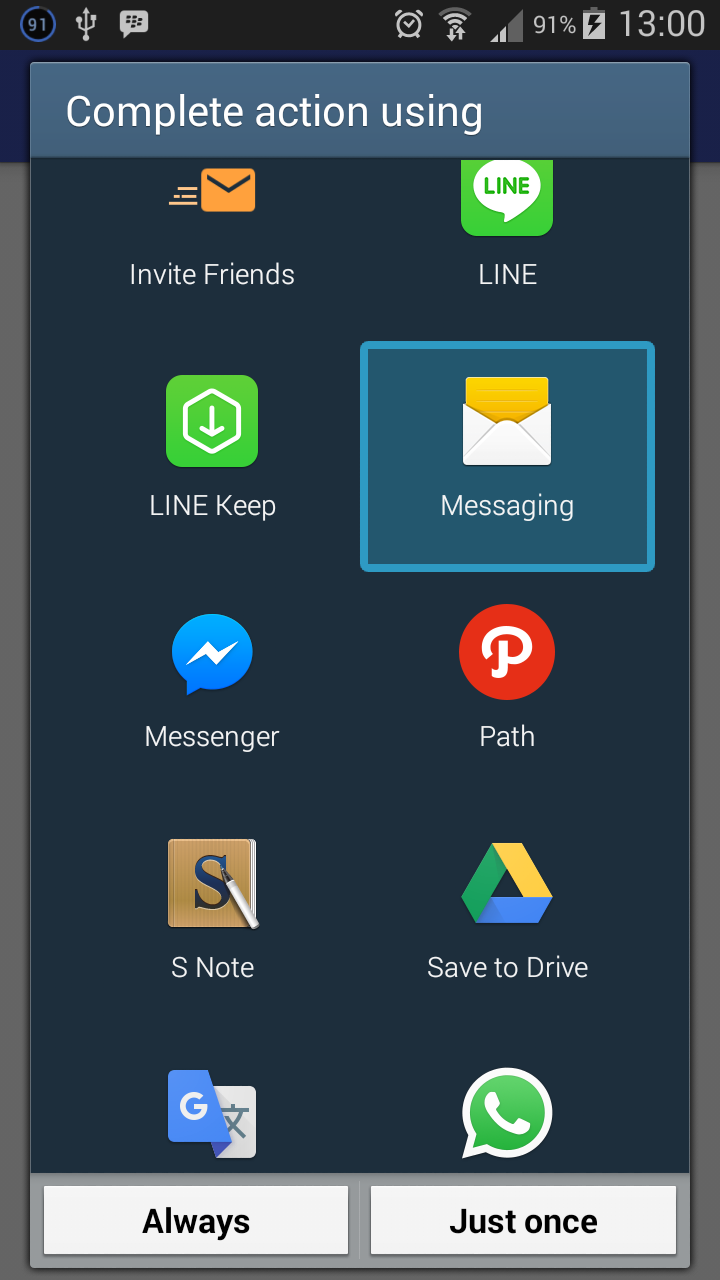 91
91%
13:00
Complete action using
Invite Friends
LINE
LINE
LINE Keep
Messaging
Messenger
Path
S
S Note
Save to Drive
G 文
Always
Just once